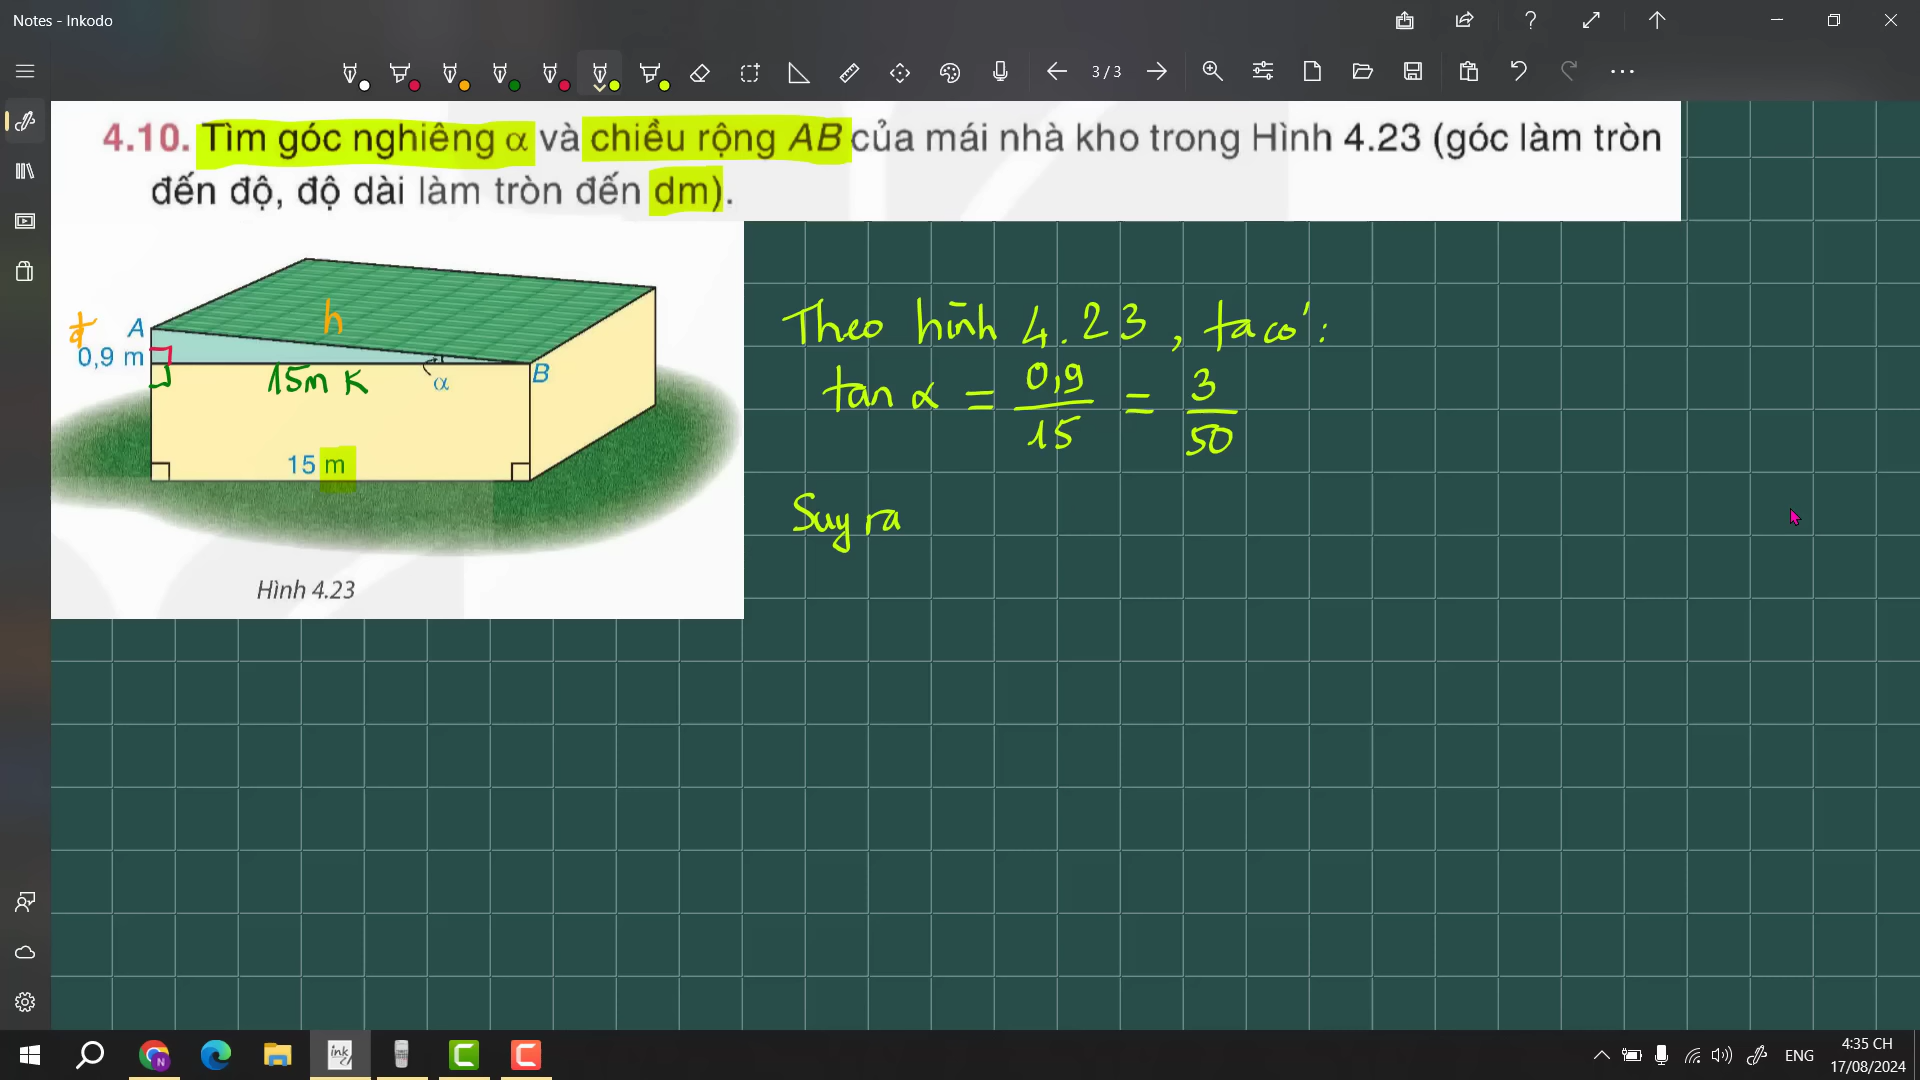 Notes - Inkodo
3 / 3
4.10. Tìm góc nghiêng α và chiều rộng AB của mái nhà kho trong Hình 4.23 (góc làm tròn
đến độ, độ dài làm tròn đến dm).
đ
A
h
0,9 m
15m K
α
B
15 m
Hình 4.23
Theo hình 4.23, ta có:
tan α = 0,9/15 = 3/50
Suy ra
ENG
4:35 CH
17/08/2024